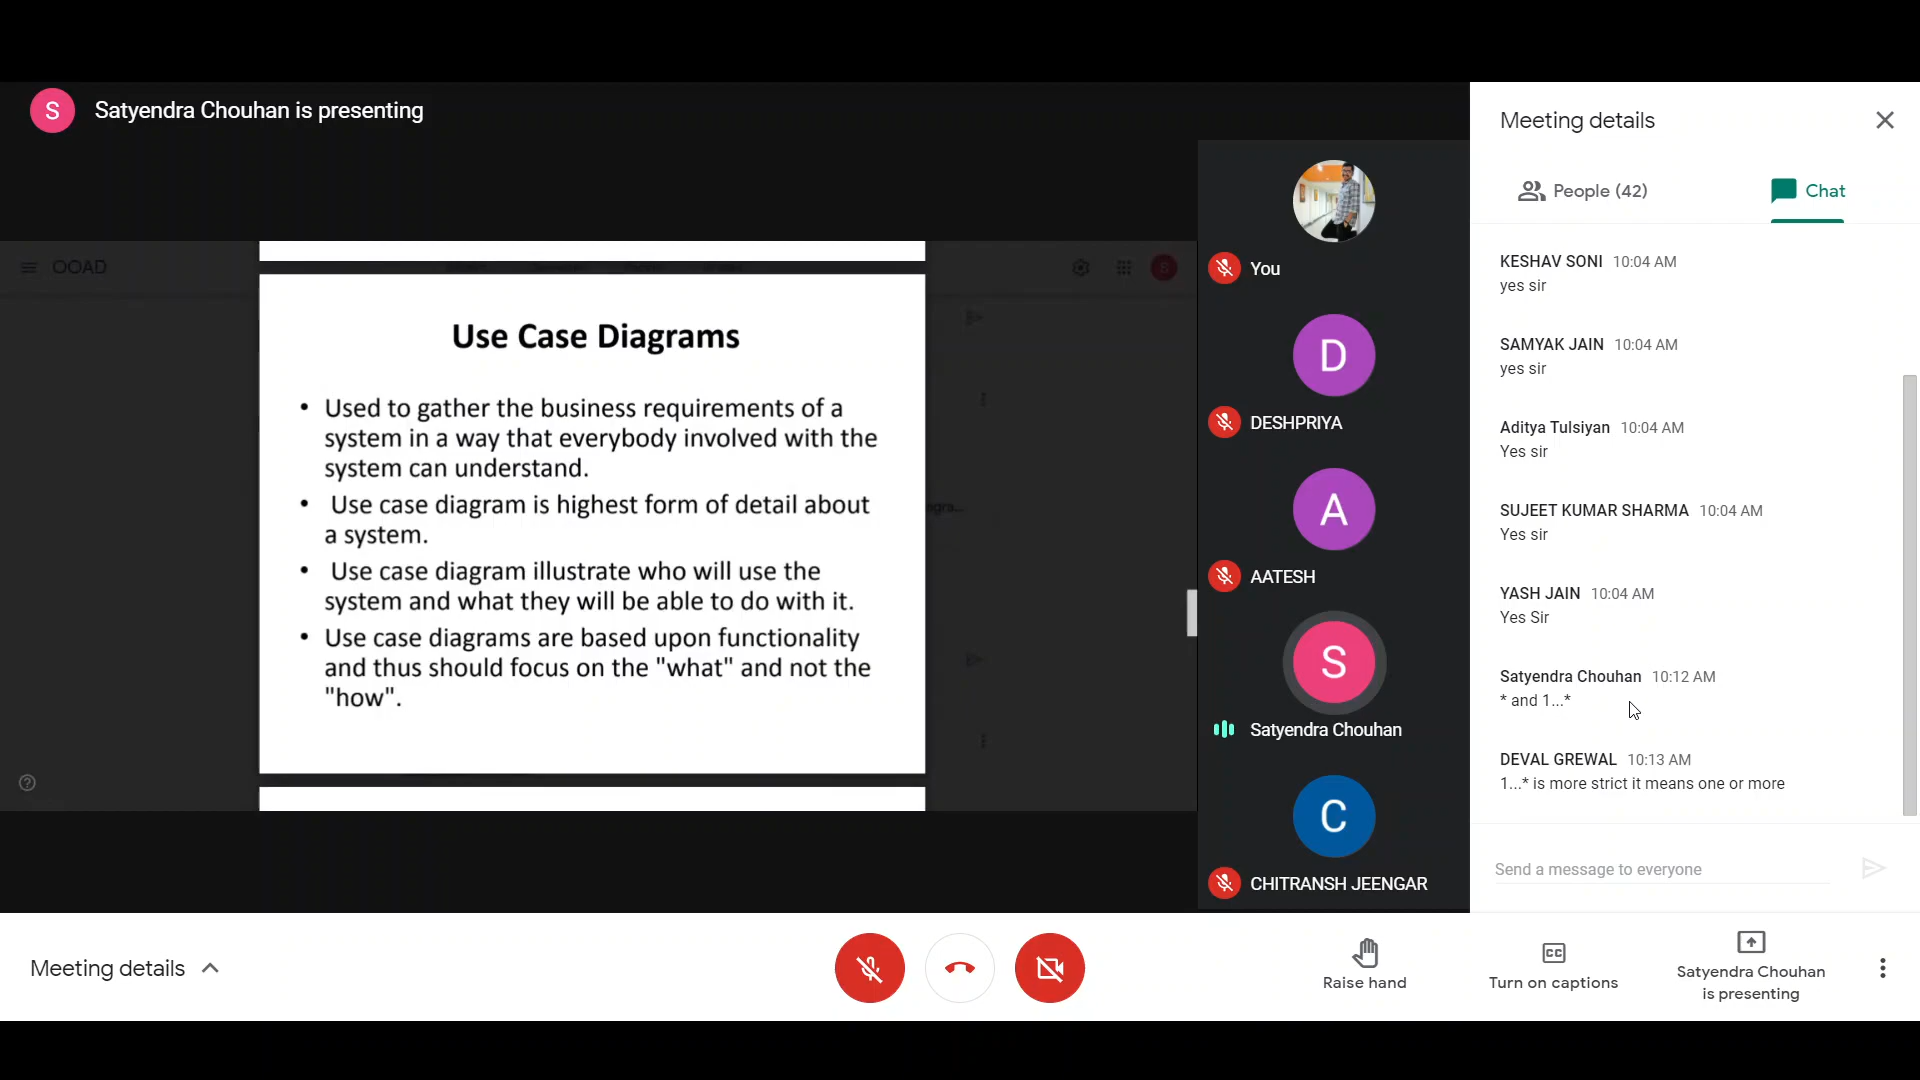 S
Satyendra Chouhan is presenting
OOAD
S
Use Case Diagrams
• Used to gather the business requirements of a
system in a way that everybody involved with the
system can understand.
• Use case diagram is highest form of detail about
a system.
• Use case diagram illustrate who will use the
system and what they will be able to do with it.
• Use case diagrams are based upon functionality
and thus should focus on the "what" and not the
"how".
You
D
DESHPRIYA
A
AATESH
S
Satyendra Chouhan
C
CHITRANSH JEENGAR
Meeting details
People (42)
Chat
KESHAV SONI 10:04 AM
yes sir
SAMYAK JAIN 10:04 AM
yes sir
Aditya Tulsiyan 10:04 AM
Yes sir
SUJEET KUMAR SHARMA 10:04 AM
Yes sir
YASH JAIN 10:04 AM
Yes Sir
Satyendra Chouhan 10:12 AM
* and 1...*
DEVAL GREWAL 10:13 AM
1...* is more strict it means one or more
Send a message to everyone
Meeting details
Raise hand
CC
Turn on captions
Satyendra Chouhan
is presenting